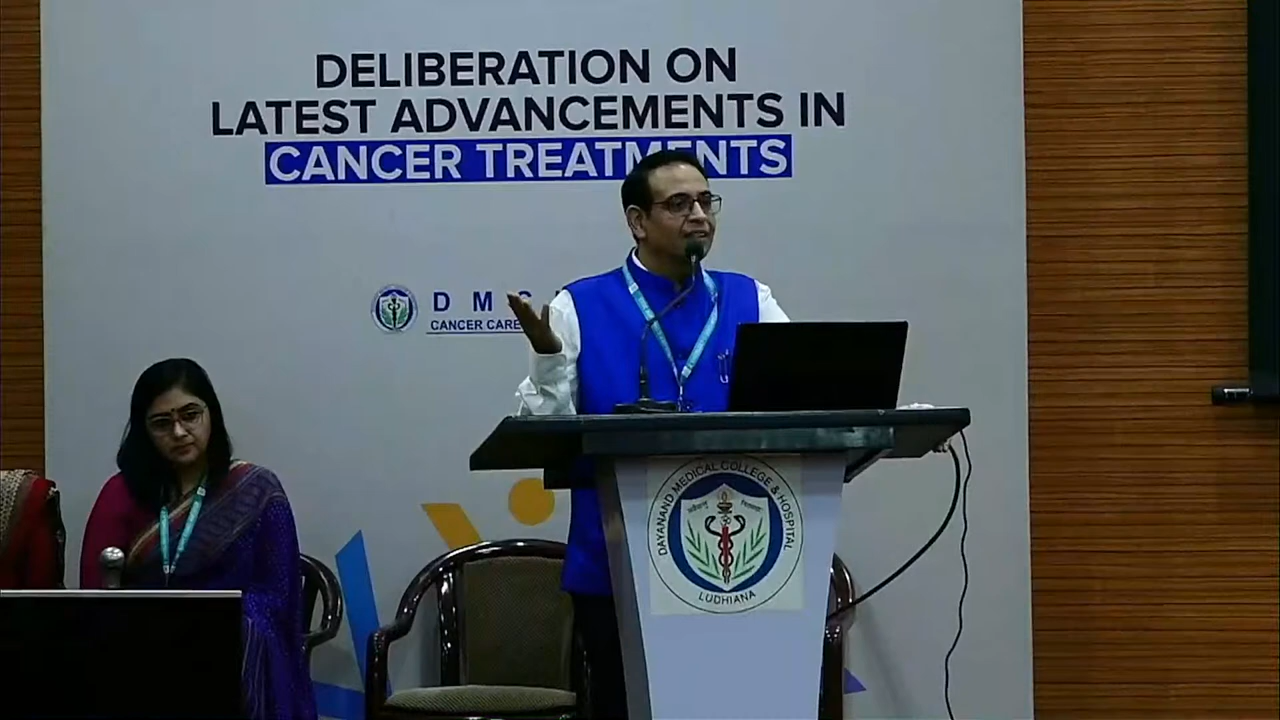 DELIBERATION ON
LATEST ADVANCEMENTS IN
CANCER TREATMENTS
D M C
CANCER CARE
DAYANAND MEDICAL COLLEGE & HOSPITAL
LUDHIANA